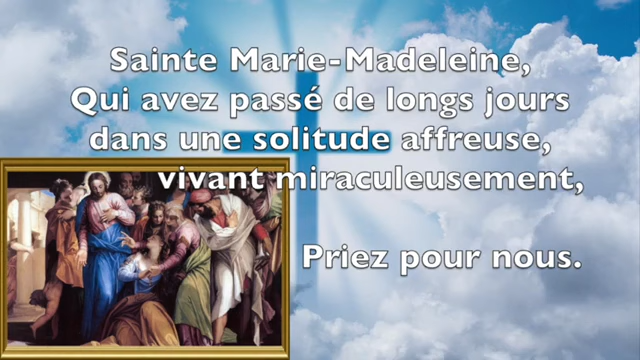 Sainte Marie-Madeleine,
Qui avez passé de longs jours
dans une solitude affreuse,
vivant miraculeusement,
Priez pour nous.